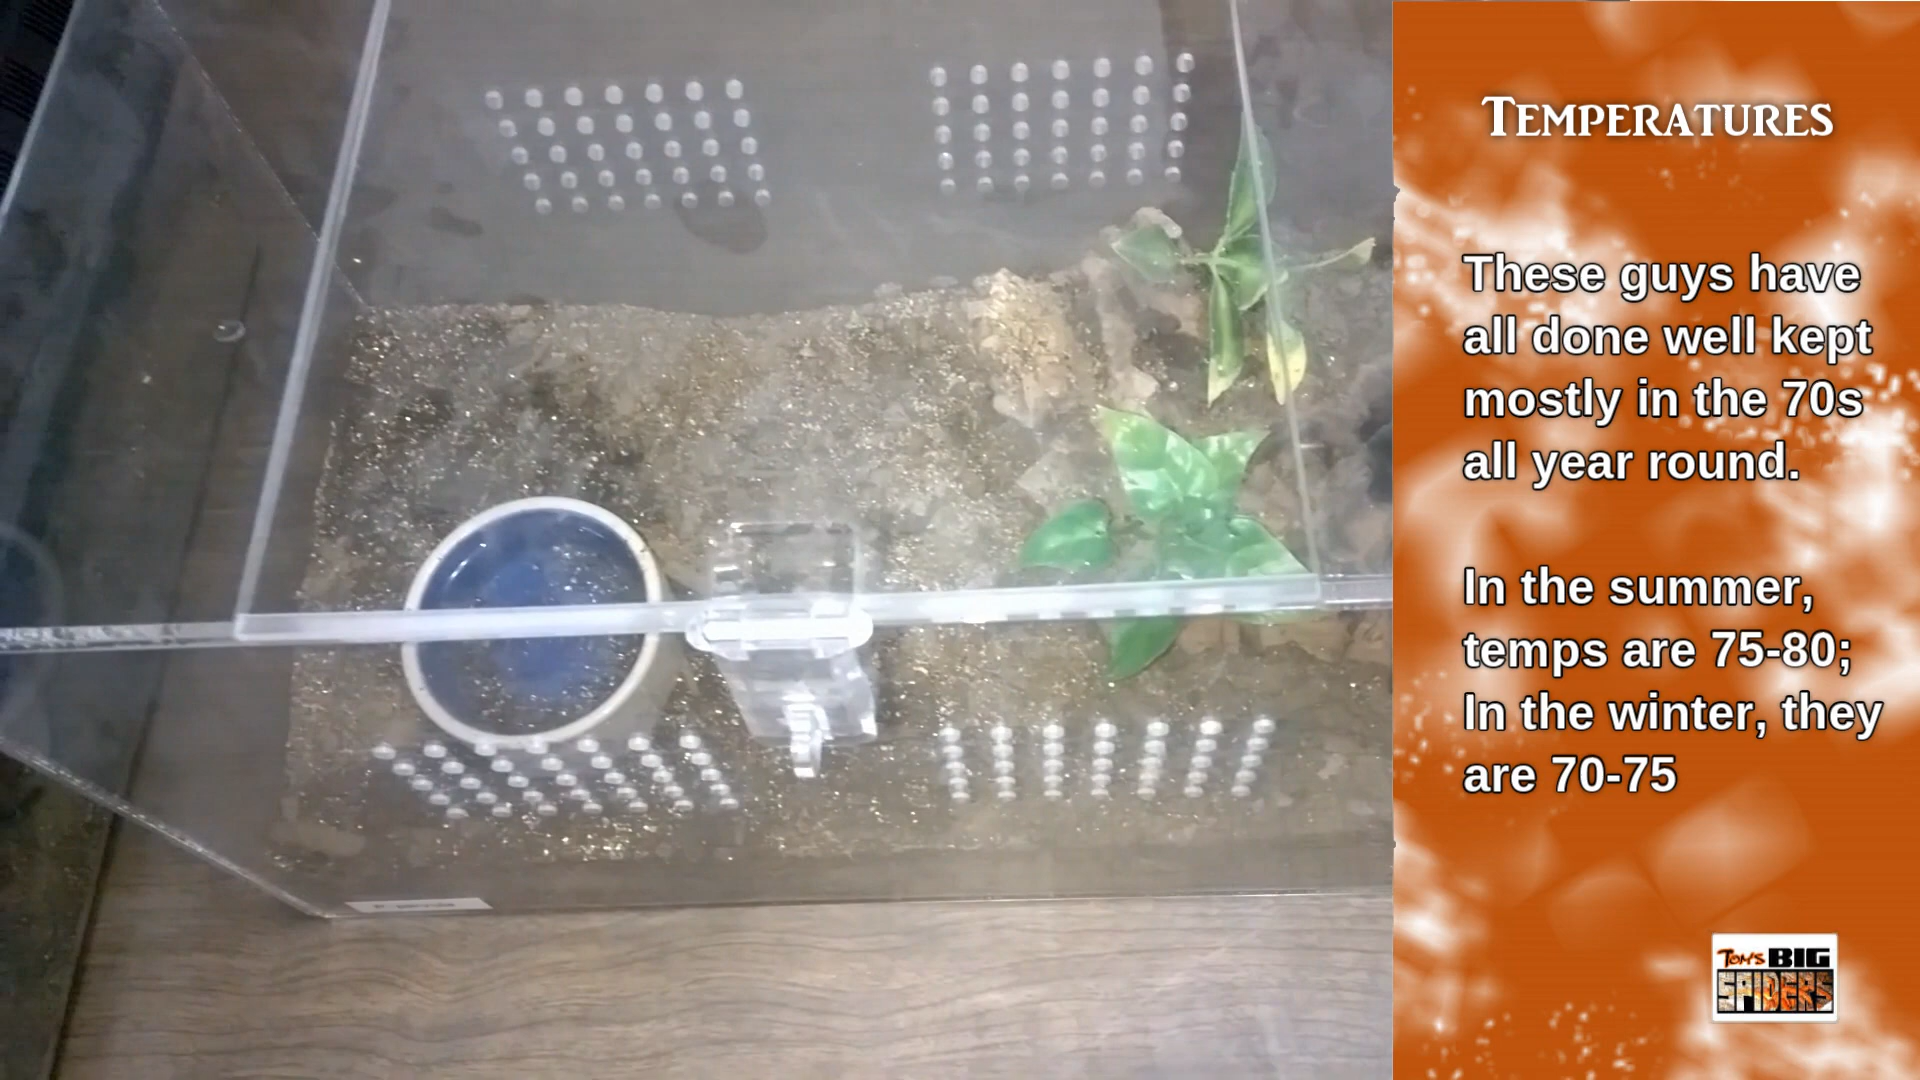 Temperatures
These guys have
all done well kept
mostly in the 70s
all year round.
In the summer,
temps are 75-80;
In the winter, they
are 70-75
Tom's BIG
SPIDERS